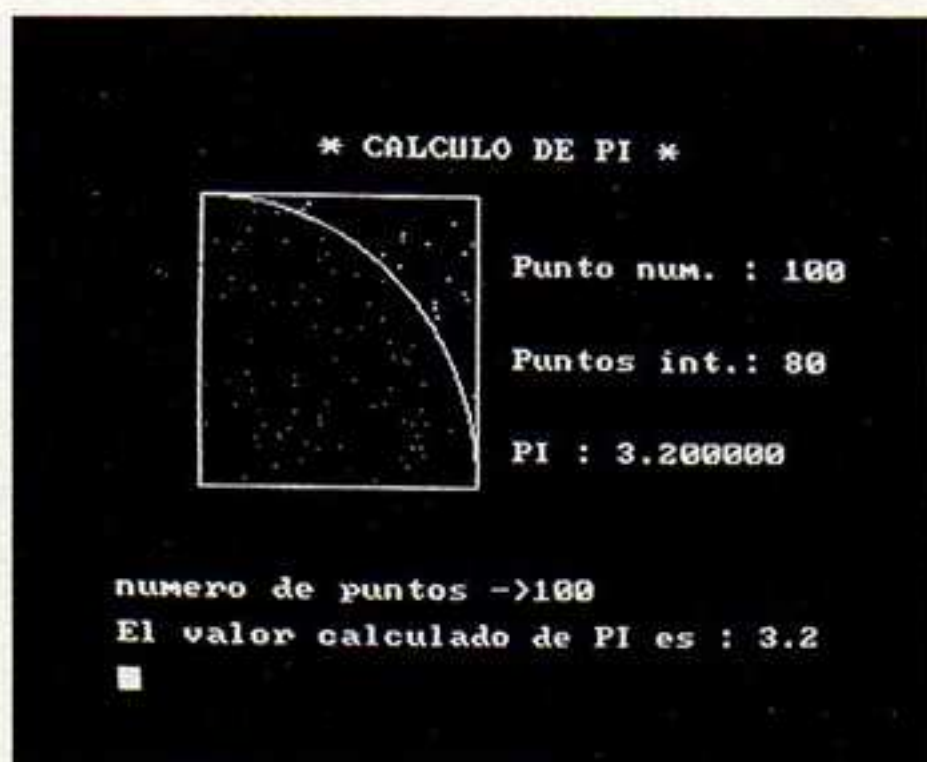 * CALCULO DE PI *
Punto num. : 100
Puntos int.: 80
PI : 3.200000
numero de puntos ->100
El valor calculado de PI es : 3.2